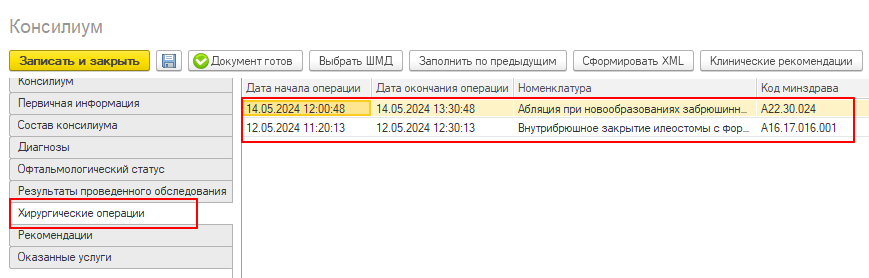 Консилиум
Записать и закрыть Документ готов Выбрать ШМД Заполнить по предыдущим Сформировать XML Клинические рекомендации
Консилиум
Первичная информация
Состав консилиума
Диагнозы
Офтальмологический статус
Результаты проведенного обследования
Хирургические операции
Рекомендации
Оказанные услуги
Дата начала операции Дата окончания операции Номенклатура Код минздрава
14.05.2024 12:00:48 14.05.2024 13:30:48 Абляция при новообразованиях забрюшинн... A22.30.024
12.05.2024 11:20:13 12.05.2024 12:30:13 Внутрибрюшное закрытие илеостомы с фор... A16.17.016.001